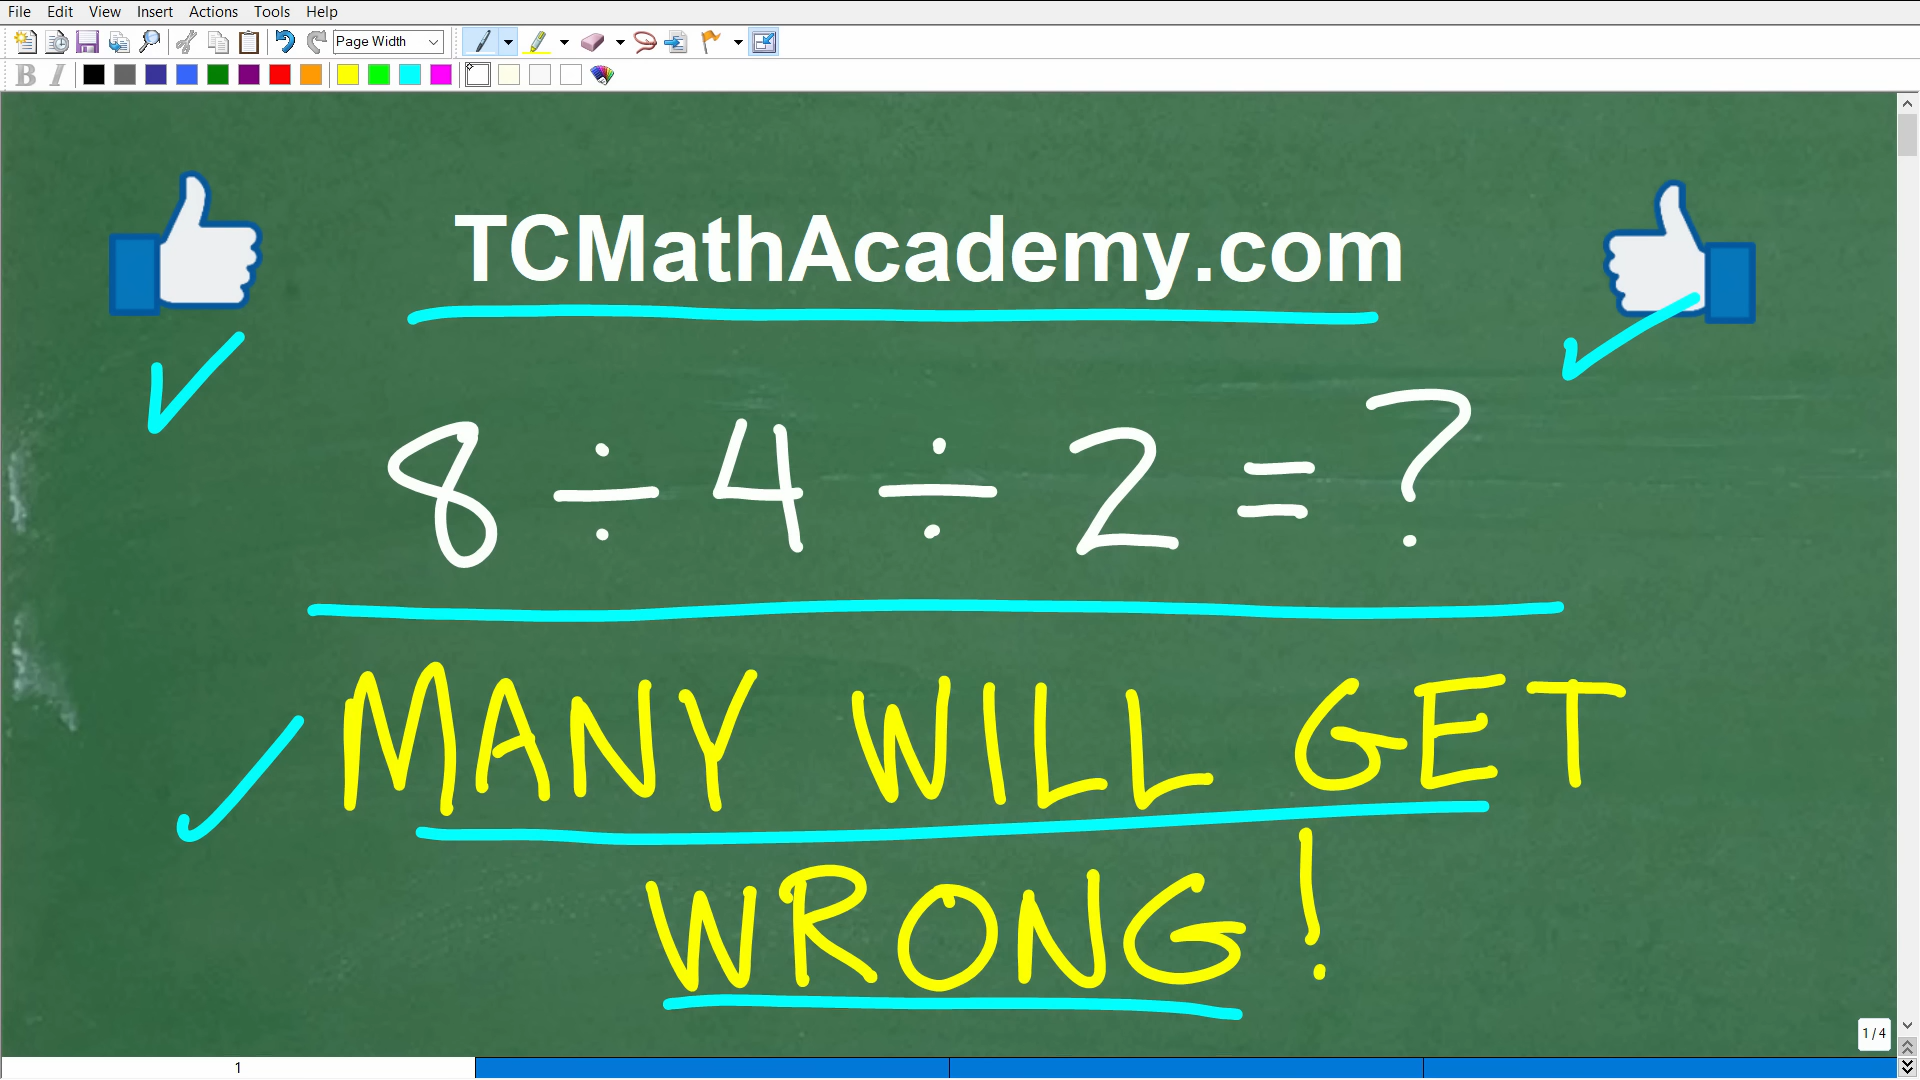 File Edit View Insert Actions Tools Help
Page Width
B I
TCMathAcademy.com
8 ÷ 4 ÷ 2 = ?
MANY WILL GET
WRONG!
1 / 4
1